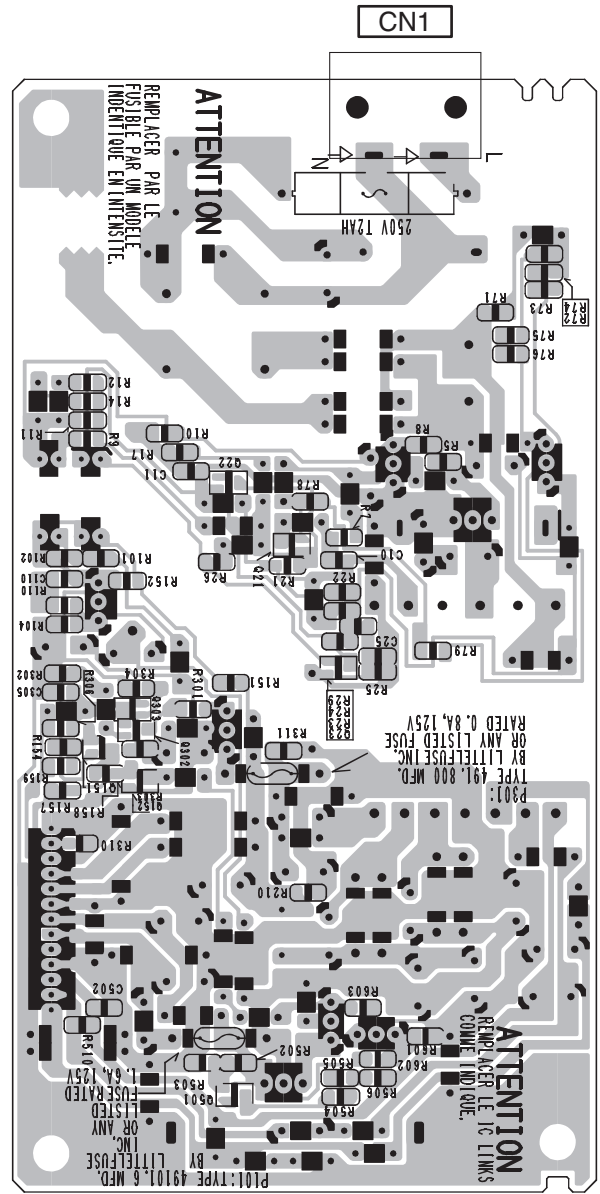 CN1
ATTENTION
REMPLACER PAR LE
FUSIBLE PAR UN MODELE
INDENTIQUE EN INTENSITE.
N
L
250V T2AH
R71
R73
R74
R72
R75
R76
R12
R14
R11
R9
R10
R17
C11
Q22
R8
R5
R78
R7
R102
R101
C110
R110
R152
R104
R26
Q21
R21
C10
R22
C25
R25
R79
R29
R24
R23
Q23
R302
R306
C305
R304
Q303
R301
R151
R154
Q302
R311
R159
Q151
R157
R158
Q152
RATED 0.8A,125V
OR ANY LISTED FUSE
BY LITTELFUSE INC.
TYPE 491.800 MFD.
P301:
R310
R210
C502
R510
R603
R601
R602
R502
R503
Q501
R505
R506
R504
ATTENTION
REMPLACER LE IC LINKS
COMME INDIQUE.
1.6A,125V
FUSE RATED
LISTED
OR ANY
INC.
BY LITTELFUSE
P101:TYPE 49101.6 MFD.